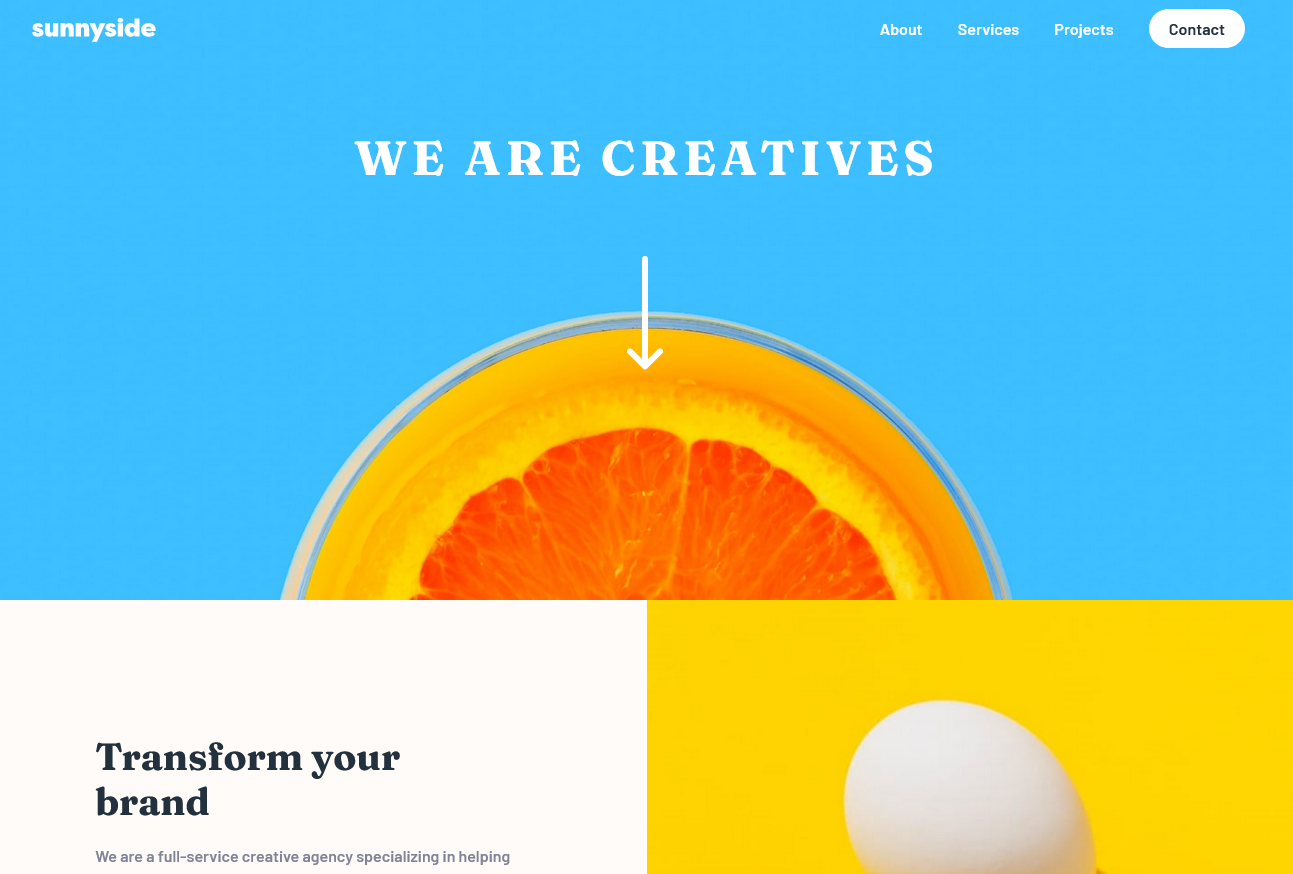 sunnyside
About Services Projects Contact
WE ARE CREATIVES
Transform your
brand
We are a full-service creative agency specializing in helping